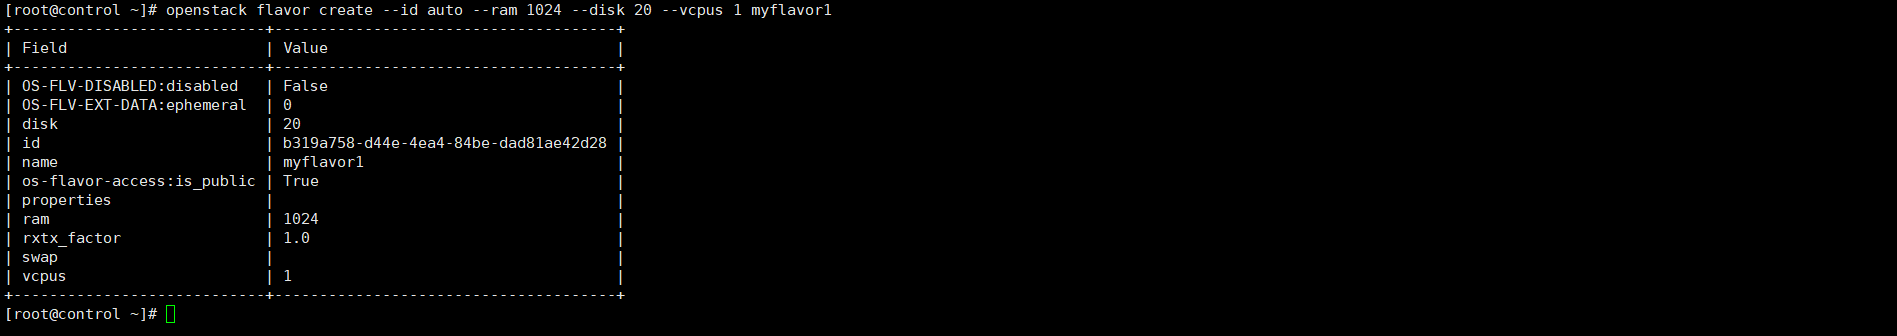 [root@control ~]# openstack flavor create --id auto --ram 1024 --disk 20 --vcpus 1 myflavor1
+----------------------------+--------------------------------------+
| Field                      | Value                                |
+----------------------------+--------------------------------------+
| OS-FLV-DISABLED:disabled   | False                                |
| OS-FLV-EXT-DATA:ephemeral  | 0                                    |
| disk                       | 20                                   |
| id                         | b319a758-d44e-4ea4-84be-dad81ae42d28 |
| name                       | myflavor1                            |
| os-flavor-access:is_public | True                                 |
| properties                 |                                      |
| ram                        | 1024                                 |
| rxtx_factor                | 1.0                                  |
| swap                       |                                      |
| vcpus                      | 1                                    |
+----------------------------+--------------------------------------+
[root@control ~]#